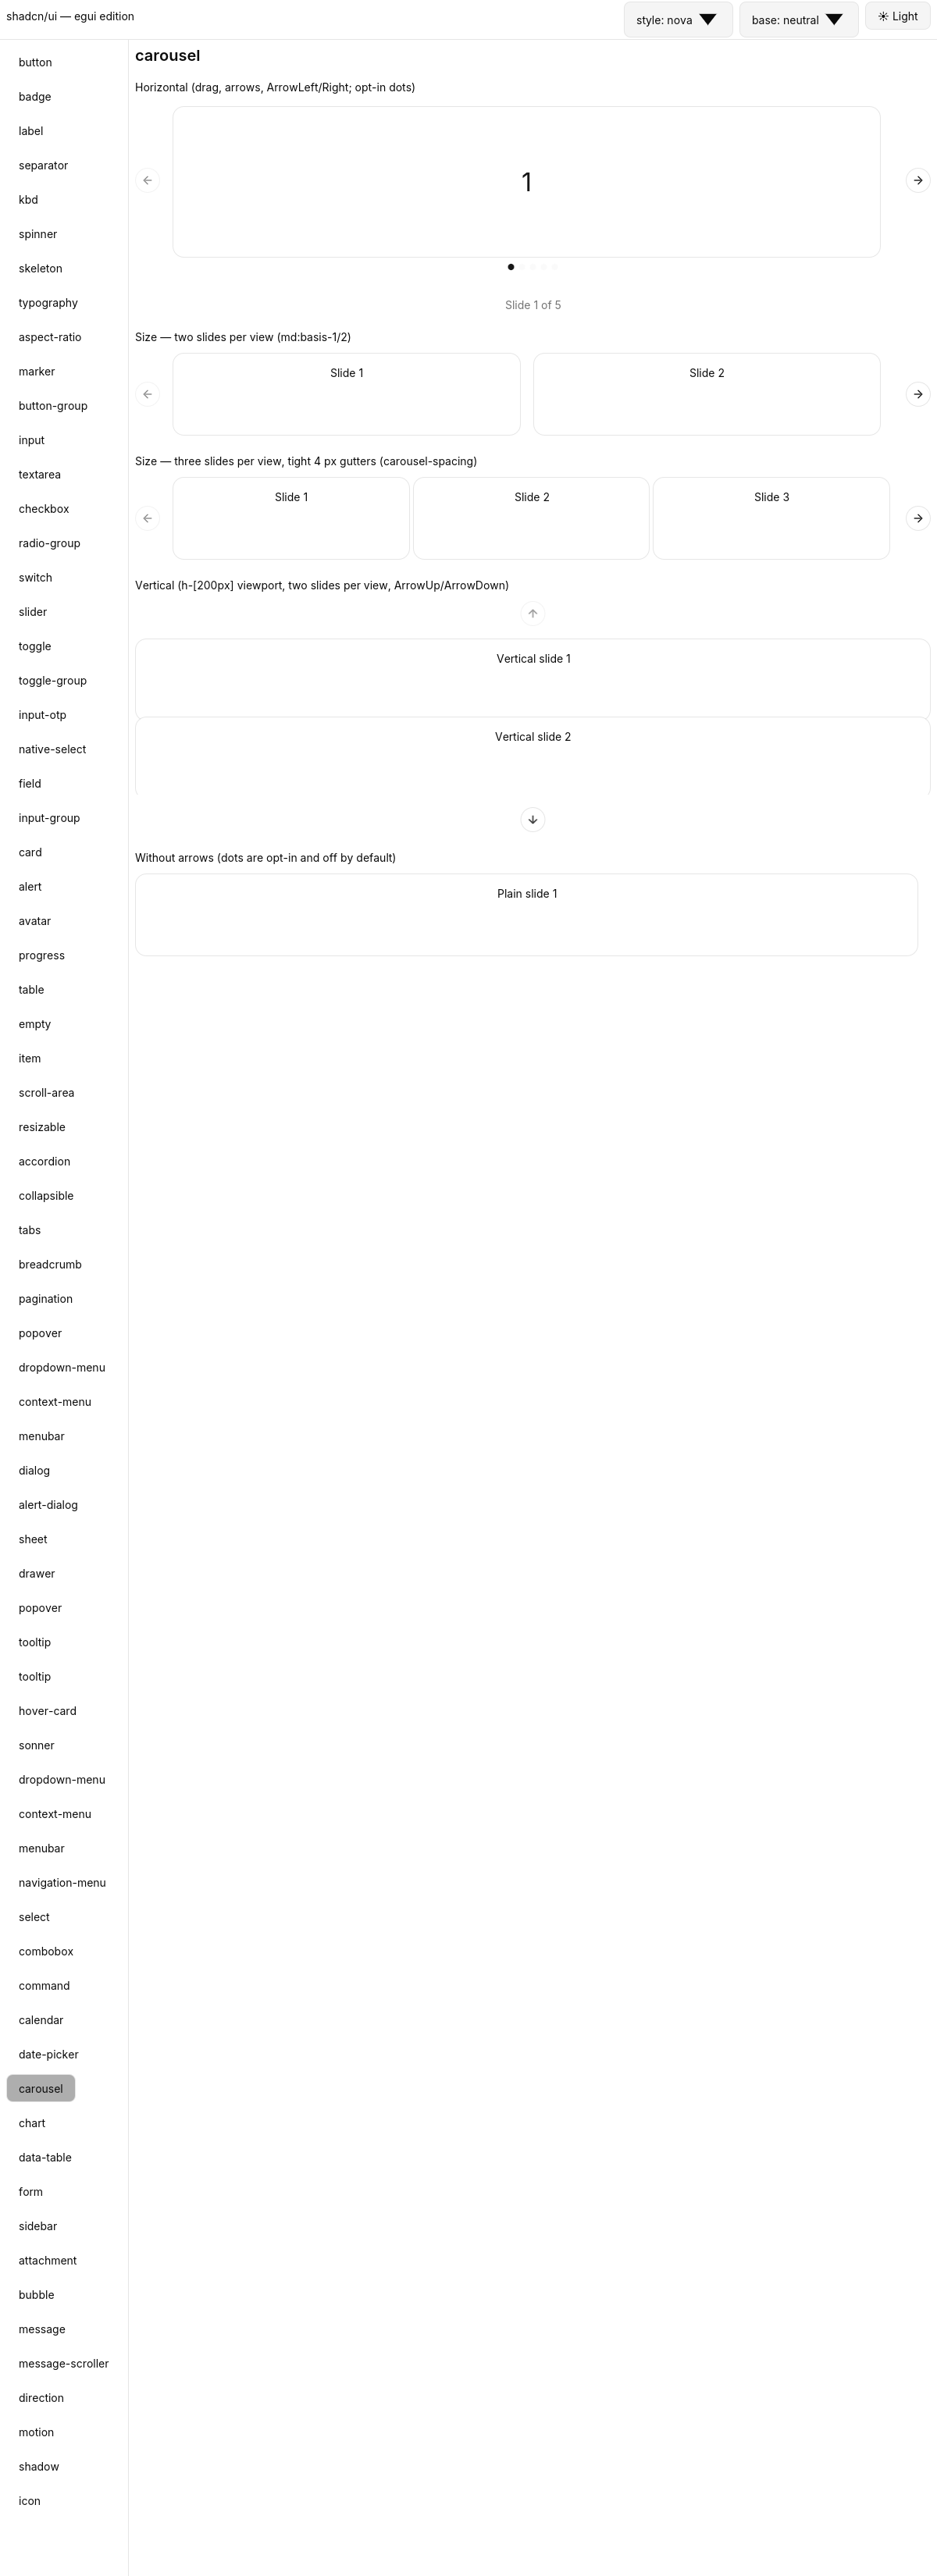 shadcn/ui — egui edition
style: nova
base: neutral
☀ Light
button
badge
label
separator
kbd
spinner
skeleton
typography
aspect-ratio
marker
button-group
input
textarea
checkbox
radio-group
switch
slider
toggle
toggle-group
input-otp
native-select
field
input-group
card
alert
avatar
progress
table
empty
item
scroll-area
resizable
accordion
collapsible
tabs
breadcrumb
pagination
popover
dropdown-menu
context-menu
menubar
dialog
alert-dialog
sheet
drawer
popover
tooltip
tooltip
hover-card
sonner
dropdown-menu
context-menu
menubar
navigation-menu
select
combobox
command
calendar
date-picker
carousel
chart
data-table
form
sidebar
attachment
bubble
message
message-scroller
direction
motion
shadow
icon
carousel
Horizontal (drag, arrows, ArrowLeft/Right; opt-in dots)
1
Slide 1 of 5
Size — two slides per view (md:basis-1/2)
Slide 1
Slide 2
Size — three slides per view, tight 4 px gutters (carousel-spacing)
Slide 1
Slide 2
Slide 3
Vertical (h-[200px] viewport, two slides per view, ArrowUp/ArrowDown)
Vertical slide 1
Vertical slide 2
Without arrows (dots are opt-in and off by default)
Plain slide 1